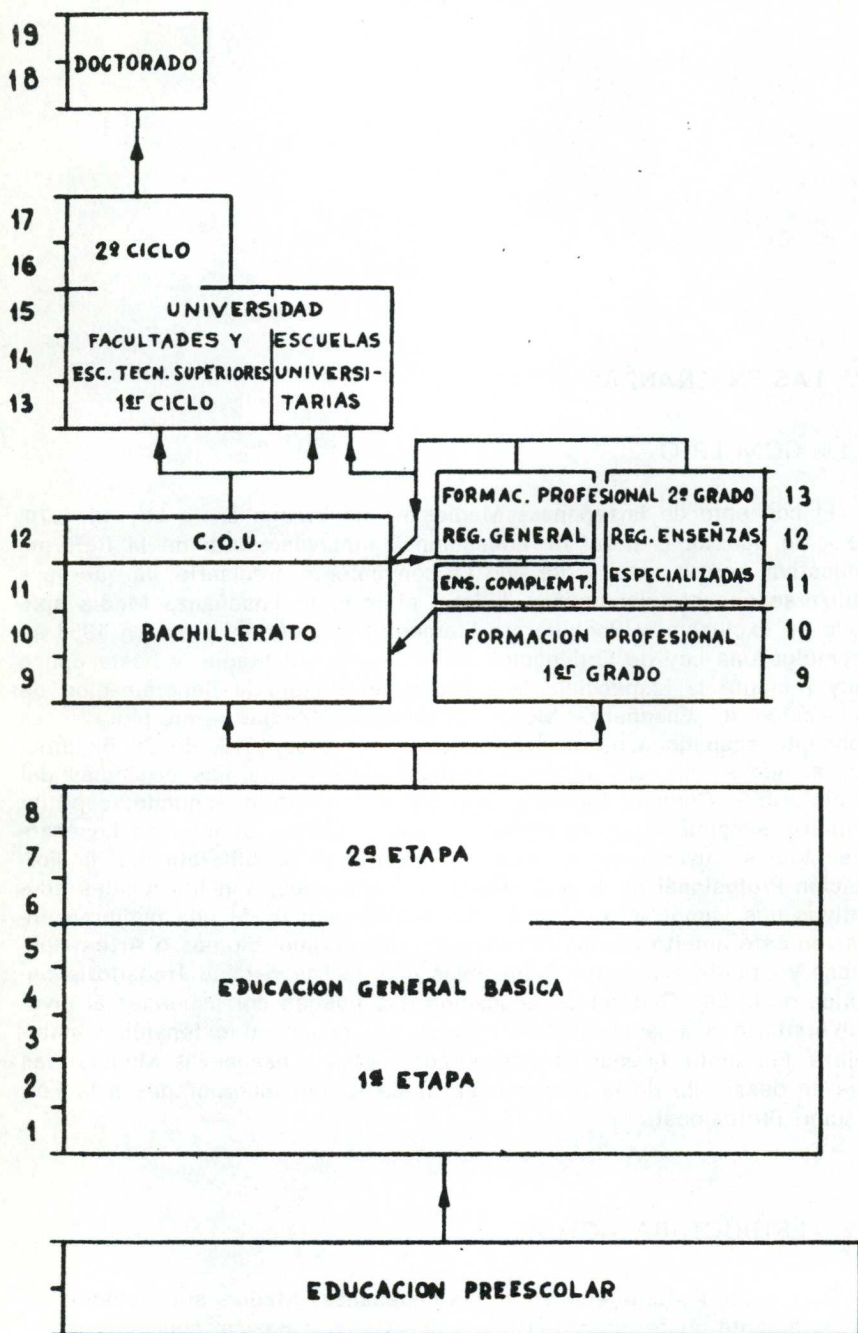 19
18
DOCTORADO
17
16
2º CICLO
15
14
13
UNIVERSIDAD
FACULTADES Y
ESC. TECN. SUPERIORES
1er CICLO
ESCUELAS
UNIVERSI-
TARIAS
FORMAC. PROFESIONAL 2º GRADO
REG. GENERAL
REG. ENSEÑZAS.
ESPECIALIZADAS
ENS. COMPLEMT.
13
12
11
12
11
10
9
C.O.U.
BACHILLERATO
FORMACION PROFESIONAL
1er GRADO
10
9
8
7
6
2ª ETAPA
5
4
3
2
1
EDUCACION GENERAL BASICA
1ª ETAPA
EDUCACION PREESCOLAR